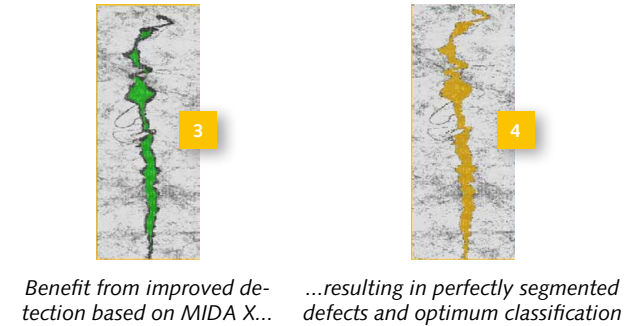 3
4
Benefit from improved de-
tection based on MIDA X...
...resulting in perfectly segmented
defects and optimum classification